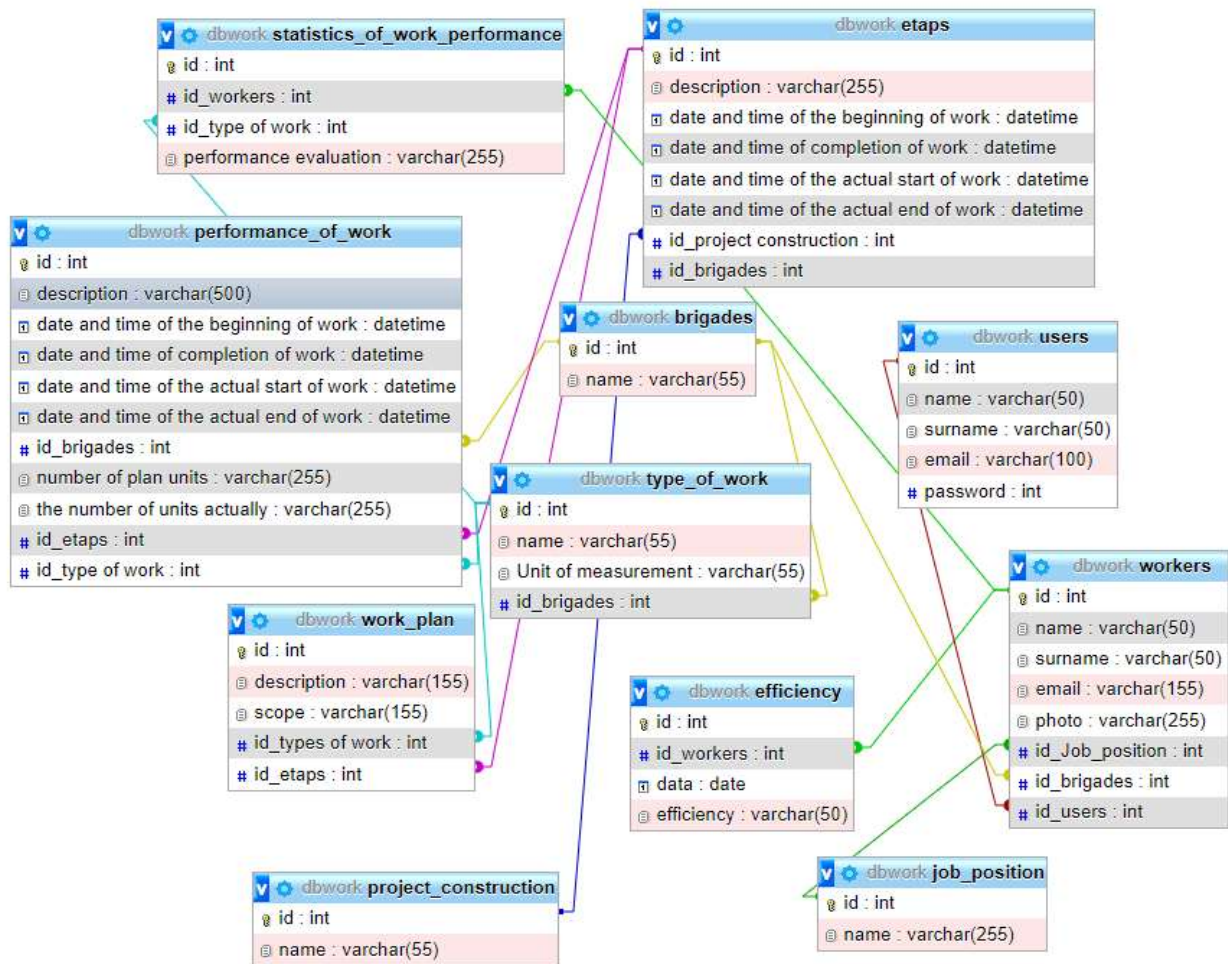 dbwork statistics_of_work_performance
id : int
id_workers : int
id_type of work : int
performance evaluation : varchar(255)
dbwork etaps
id : int
description : varchar(255)
date and time of the beginning of work : datetime
date and time of completion of work : datetime
date and time of the actual start of work : datetime
date and time of the actual end of work : datetime
id_project construction : int
id_brigades : int
dbwork performance_of_work
id : int
description : varchar(500)
date and time of the beginning of work : datetime
date and time of completion of work : datetime
date and time of the actual start of work : datetime
date and time of the actual end of work : datetime
id_brigades : int
number of plan units : varchar(255)
the number of units actually : varchar(255)
id_etaps : int
id_type of work : int
dbwork brigades
id : int
name : varchar(55)
dbwork users
id : int
name : varchar(50)
surname : varchar(50)
email : varchar(100)
password : int
dbwork type_of_work
id : int
name : varchar(55)
Unit of measurement : varchar(55)
id_brigades : int
dbwork workers
id : int
name : varchar(50)
surname : varchar(50)
email : varchar(155)
photo : varchar(255)
id_Job_position : int
id_brigades : int
id_users : int
dbwork work_plan
id : int
description : varchar(155)
scope : varchar(155)
id_types of work : int
id_etaps : int
dbwork efficiency
id : int
id_workers : int
data : date
efficiency : varchar(50)
dbwork project_construction
id : int
name : varchar(55)
dbwork job_position
id : int
name : varchar(255)